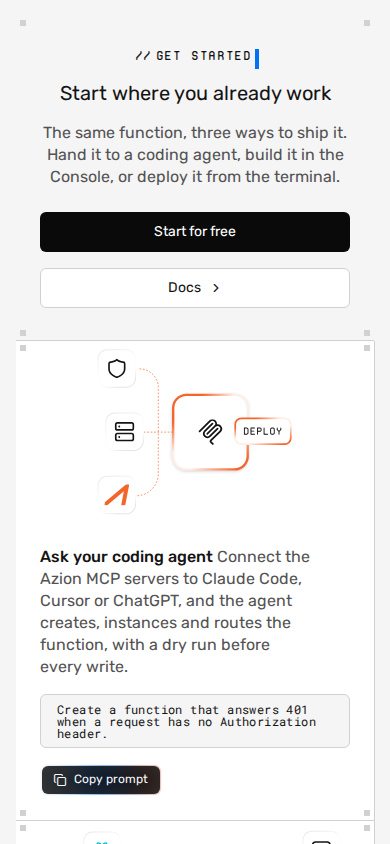 // GET STARTED
Start where you already work
The same function, three ways to ship it.
Hand it to a coding agent, build it in the
Console, or deploy it from the terminal.
Start for free
Docs
DEPLOY
Ask your coding agent Connect the
Azion MCP servers to Claude Code,
Cursor or ChatGPT, and the agent
creates, instances and routes the
function, with a dry run before
every write.
Create a function that answers 401
when a request has no Authorization
header.
Copy prompt